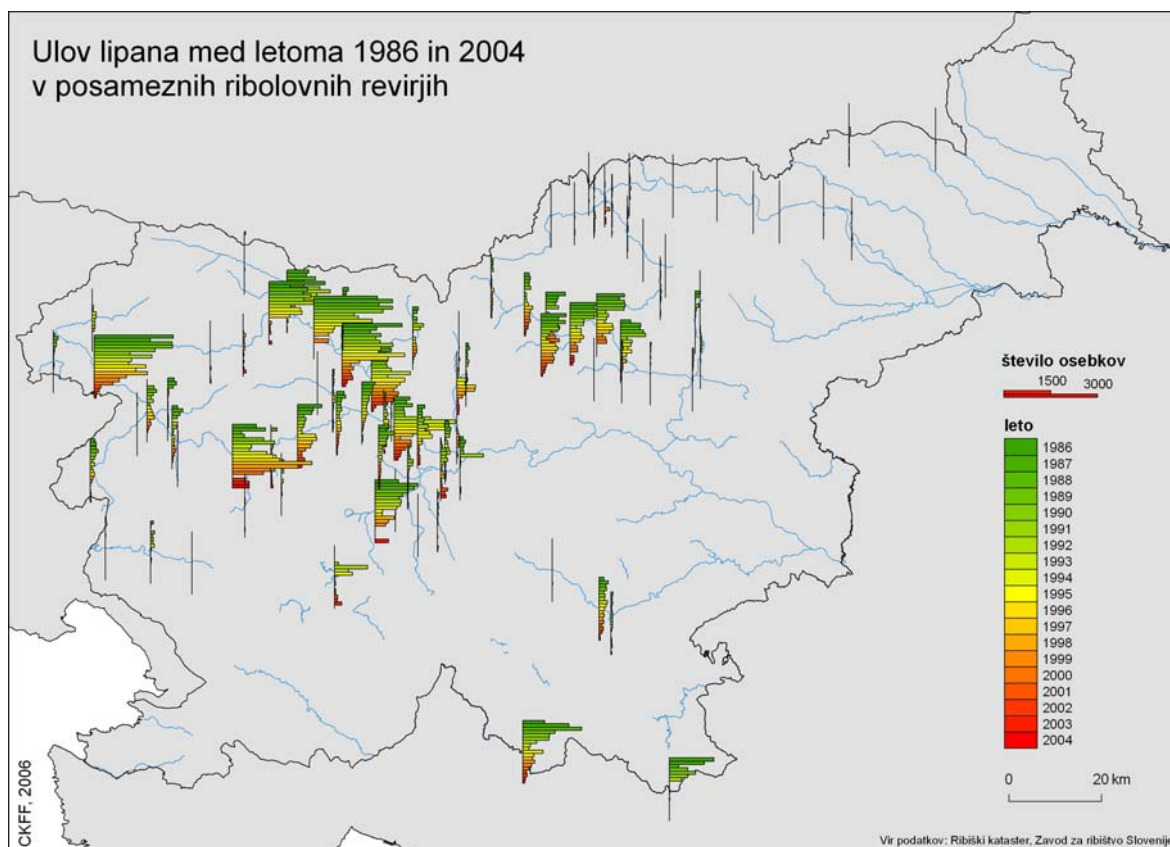 Ulov lipana med letoma 1986 in 2004
v posameznih ribolovnih revirjih
število osebkov
1500 3000
leto
1986
1987
1988
1989
1990
1991
1992
1993
1994
1995
1996
1997
1998
1999
2000
2001
2002
2003
2004
0 20 km
CKFF, 2006
Vir podatkov: Ribiški kataster, Zavod za ribištvo Slovenije